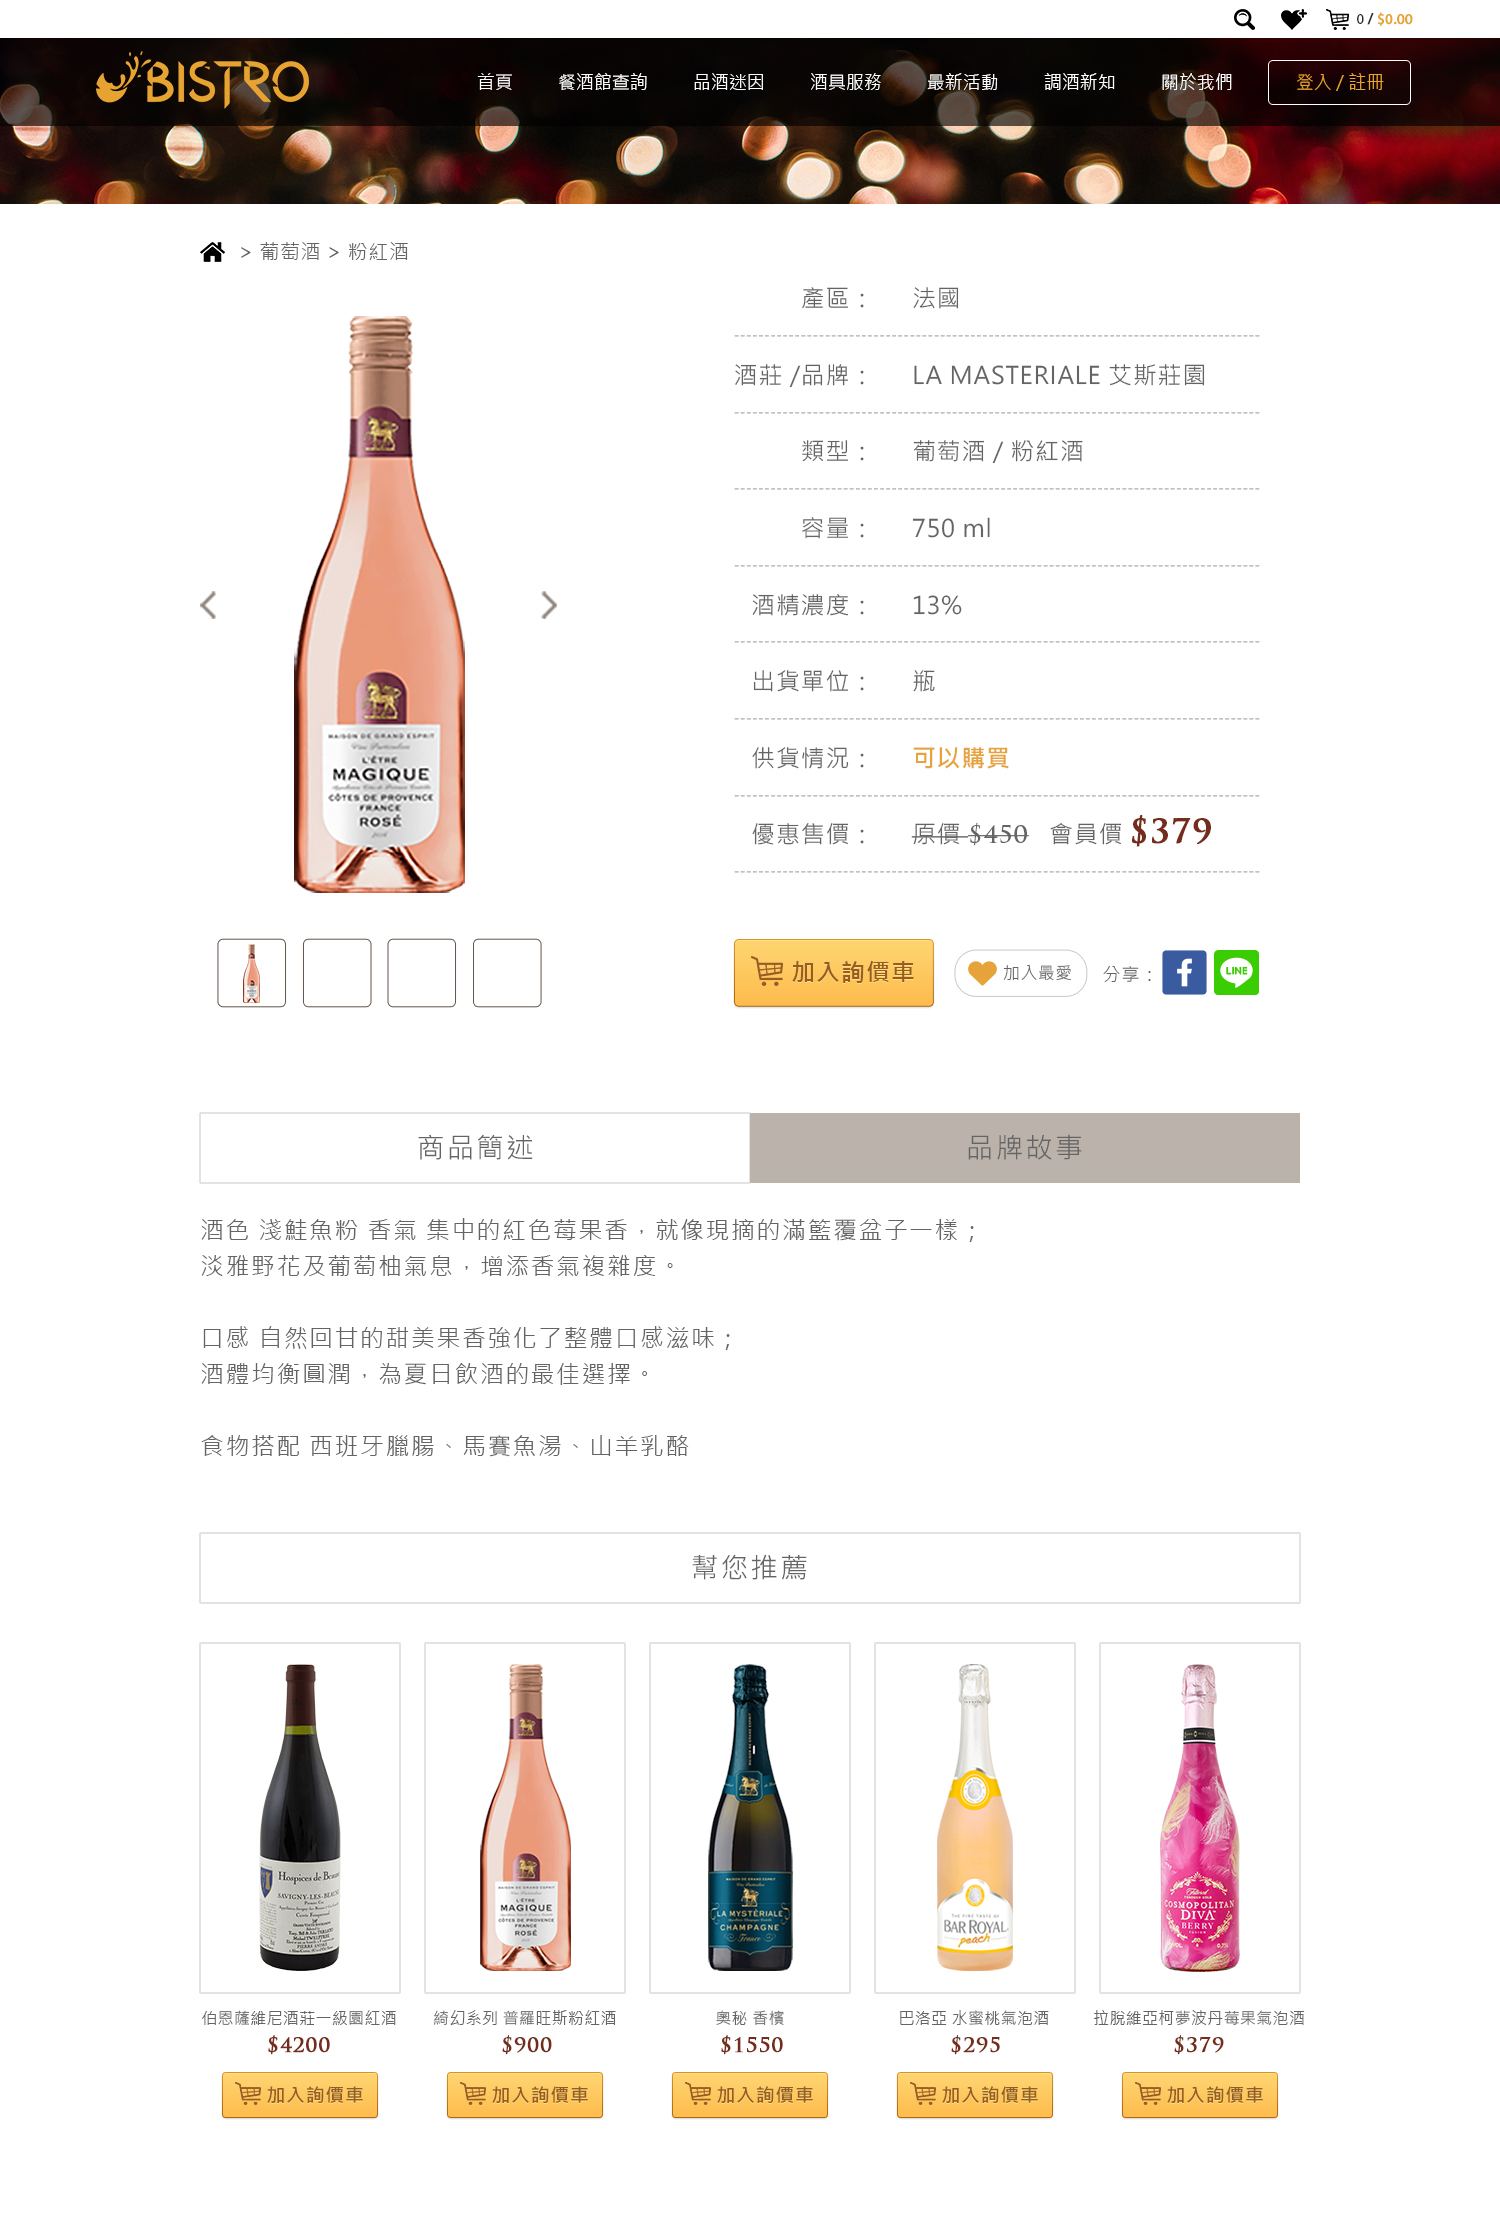 0 / $0.00
BISTRO
首頁 餐酒館查詢 品酒迷因 酒具服務 最新活動 調酒新知 關於我們 登入 / 註冊
> 葡萄酒 > 粉紅酒
產區： 法國
酒莊 /品牌： LA MASTERIALE 艾斯莊園
類型： 葡萄酒 / 粉紅酒
容量： 750 ml
酒精濃度： 13%
出貨單位： 瓶
供貨情況： 可以購買
優惠售價： 原價 $450 會員價 $379
MAISON DE GRAND ESPRIT
L'ÊTRE
MAGIQUE
CÔTES DE PROVENCE
FRANCE
ROSÉ
加入詢價車
加入最愛
分享：
f
LINE
商品簡述
品牌故事
酒色 淺鮭魚粉 香氣 集中的紅色莓果香，就像現摘的滿籃覆盆子一樣；
淡雅野花及葡萄柚氣息，增添香氣複雜度。
口感 自然回甘的甜美果香強化了整體口感滋味；
酒體均衡圓潤，為夏日飲酒的最佳選擇。
食物搭配 西班牙臘腸、馬賽魚湯、山羊乳酪
幫您推薦
Hospices de Beaune
SAVIGNY-LES-BEAUNE
MAISON DE GRAND ESPRIT
L'ÊTRE
MAGIQUE
CÔTES DE PROVENCE
FRANCE
ROSÉ
LA MYSTÉRIALE
CHAMPAGNE
BAR ROYAL
peach
COSMOPOLITAN
DIVA
BERRY
伯恩薩維尼酒莊一級園紅酒
$4200
加入詢價車
綺幻系列 普羅旺斯粉紅酒
$900
加入詢價車
奧秘 香檳
$1550
加入詢價車
巴洛亞 水蜜桃氣泡酒
$295
加入詢價車
拉脫維亞柯夢波丹莓果氣泡酒
$379
加入詢價車